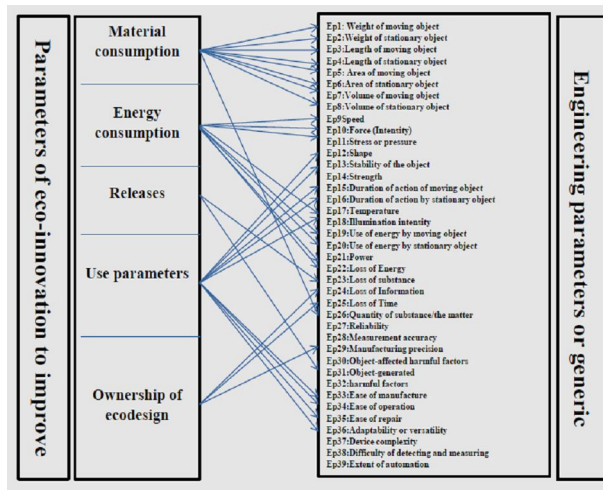 Parameters of eco-innovation to improve
Material
consumption
Energy
consumption
Releases
Use parameters
Ownership of
ecodesign
Ep1: Weight of moving object
Ep2:Weight of stationary object
Ep3:Length of moving object
Ep4:Length of stationary object
Ep5: Area of moving object
Ep6:Area of stationary object
Ep7:Volume of moving object
Ep8:Volume of stationary object
Ep9Speed
Ep10:Force (Intensity)
Ep11:Stress or pressure
Ep12:Shape
Ep13:Stability of the object
Ep14:Strength
Ep15:Duration of action of moving object
Ep16:Duration of action by stationary object
Ep17:Temperature
Ep18:Illumination intensity
Ep19:Use of energy by moving object
Ep20:Use of energy by stationary object
Ep21:Power
Ep22:Loss of Energy
Ep23:Loss of substance
Ep24:Loss of Information
Ep25:Loss of Time
Ep26:Quantity of substance/the matter
Ep27:Reliability
Ep28:Measurement accuracy
Ep29:Manufacturing precision
Ep30:Object-affected harmful factors
Ep31:Object-generated
Ep32:harmful factors
Ep33:Ease of manufacture
Ep34:Ease of operation
Ep35:Ease of repair
Ep36:Adaptability or versatility
Ep37:Device complexity
Ep38:Difficulty of detecting and measuring
Ep39:Extent of automation
Engineering parameters or generic